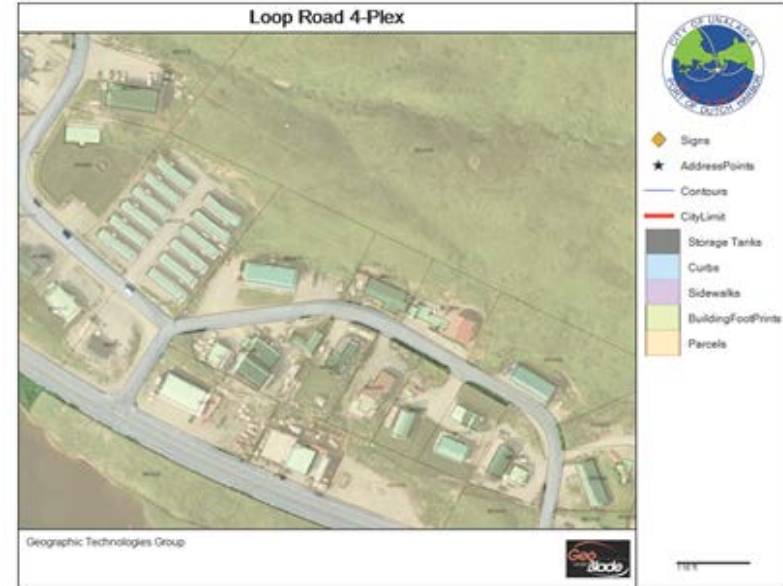 Loop Road 4-Plex
CITY OF UNALASKA
PORT OF DUTCH HARBOR
Signs
AddressPoints
Contours
CityLimit
Storage Tanks
Curbs
Sidewalks
BuildingFootPrints
Parcels
Geographic Technologies Group
Geo
Blade